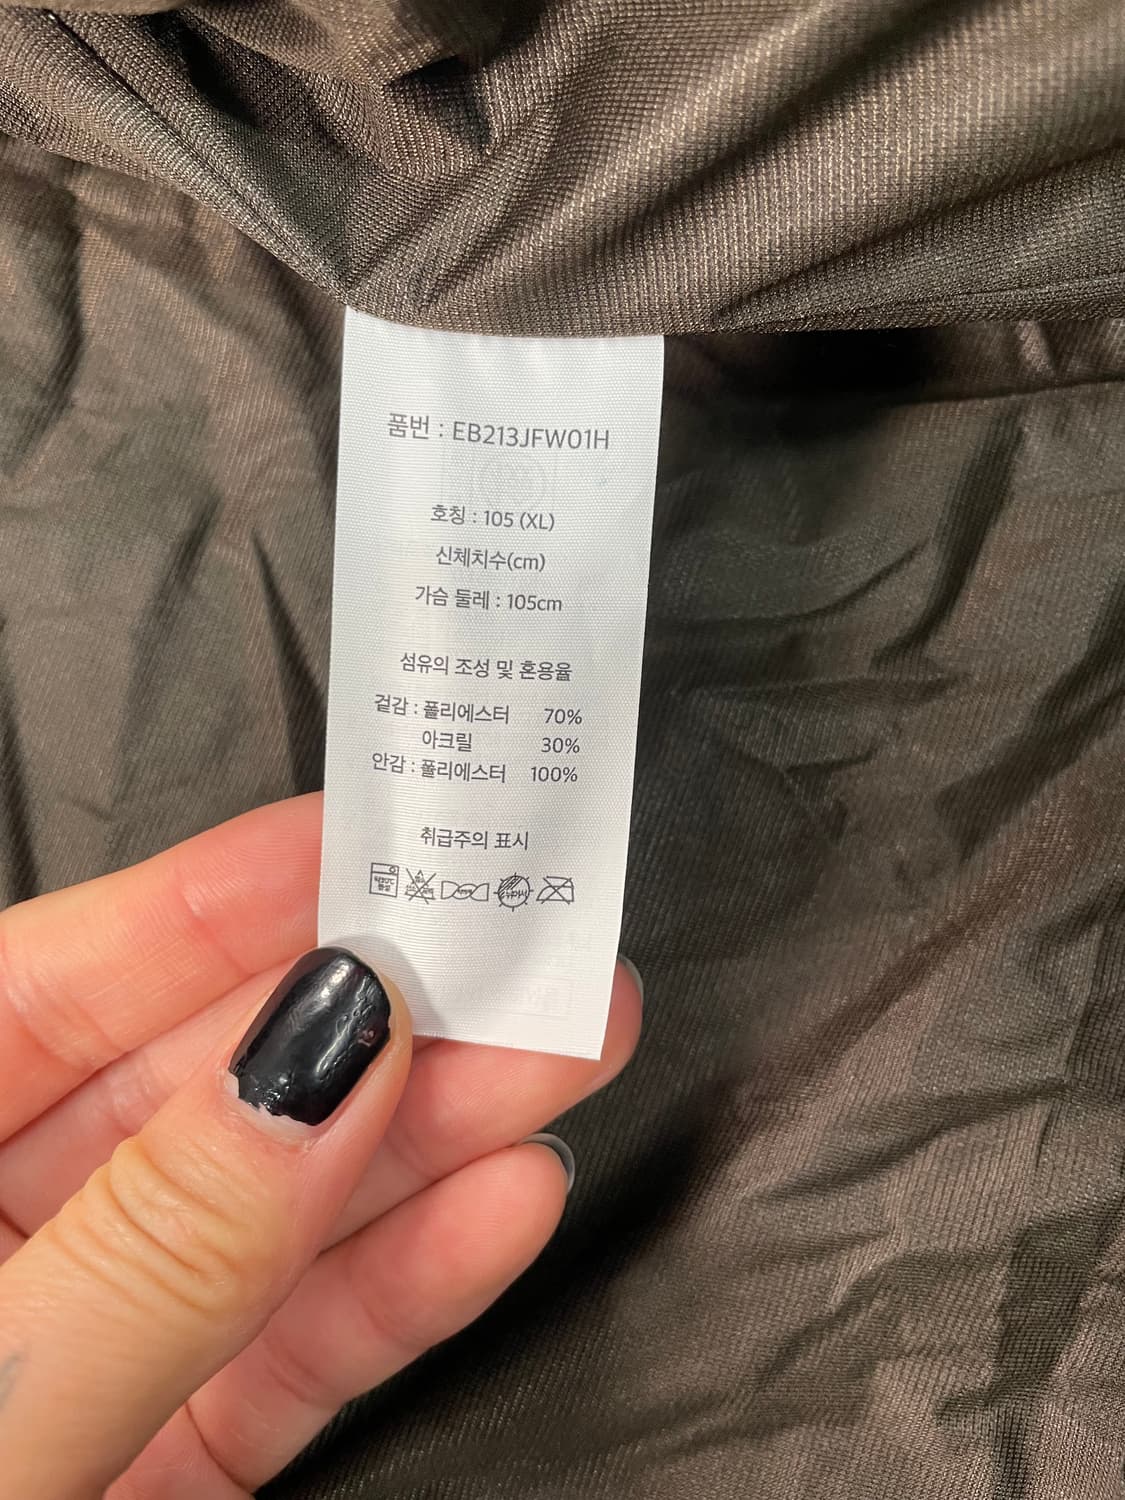 품번 : EB213JFW01H
호칭 : 105 (XL)
신체치수(cm)
가슴 둘레 : 105cm
섬유의 조성 및 혼용율
겉감 : 폴리에스터 70%
아크릴 30%
안감 : 폴리에스터 100%
취급주의 표시